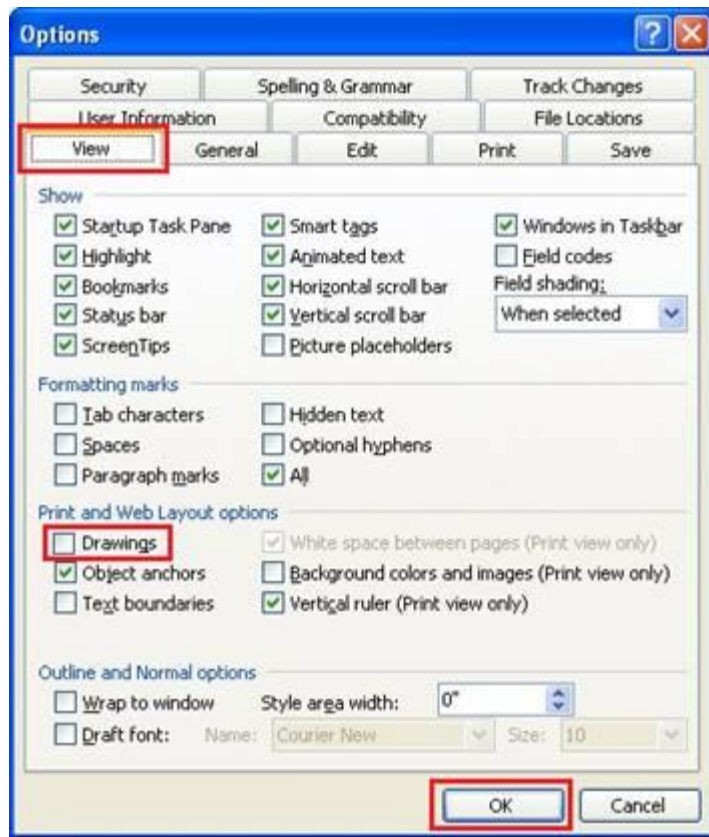 Options
Security Spelling & Grammar Track Changes
User Information Compatibility File Locations
View General Edit Print Save
Show
Startup Task Pane Smart tags Windows in Taskbar
Highlight Animated text Field codes
Bookmarks Horizontal scroll bar Field shading:
Status bar Vertical scroll bar When selected
ScreenTips Picture placeholders
Formatting marks
Tab characters Hidden text
Spaces Optional hyphens
Paragraph marks All
Print and Web Layout options
Drawings White space between pages (Print view only)
Object anchors Background colors and images (Print view only)
Text boundaries Vertical ruler (Print view only)
Outline and Normal options
Wrap to window Style area width: 0"
Draft font: Name: Courier New Size: 10
OK Cancel